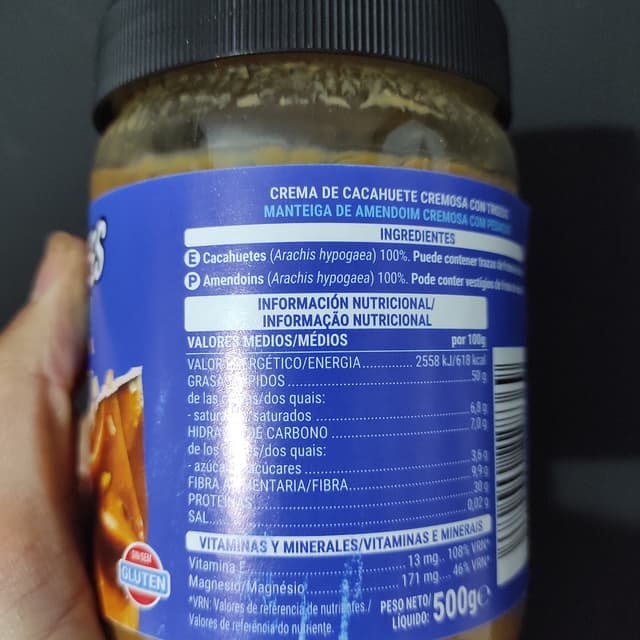 CREMA DE CACAHUETE CREMOSA CON
MANTEIGA DE AMENDOIM CREMOSA COM
INGREDIENTES
E Cacahuetes (Arachis hypogaea) 100%. Puede contener trazas de
P Amendoins (Arachis hypogaea) 100%. Pode conter vestígios de
INFORMACIÓN NUTRICIONAL/
INFORMAÇÃO NUTRICIONAL
VALORES MEDIOS/MÉDIOS por 100g
VALOR ENERGÉTICO/ENERGIA 2558 kJ/618 kcal
GRASAS/LÍPIDOS 50 g
de las cuales/dos quais:
- saturadas/saturados 6,8 g
HIDRATOS DE CARBONO 7,0 g
de los cuales/dos quais:
- azúcares/açúcares 3,6 g
FIBRA ALIMENTARIA/FIBRA 9,9 g
PROTEÍNAS 30 g
SAL 0,02 g
VITAMINAS Y MINERALES/VITAMINAS E MINERAIS
Vitamina 13 mg.. 108% VRN*
Magnesio/Magnésio 171 mg... 46% VRN*
*VRN: Valores de referencia de nutrientes./
Valores de referência do nutriente.
PESO NETO/
LÍQUIDO: 500g e
SIN/SEM
GLUTEN